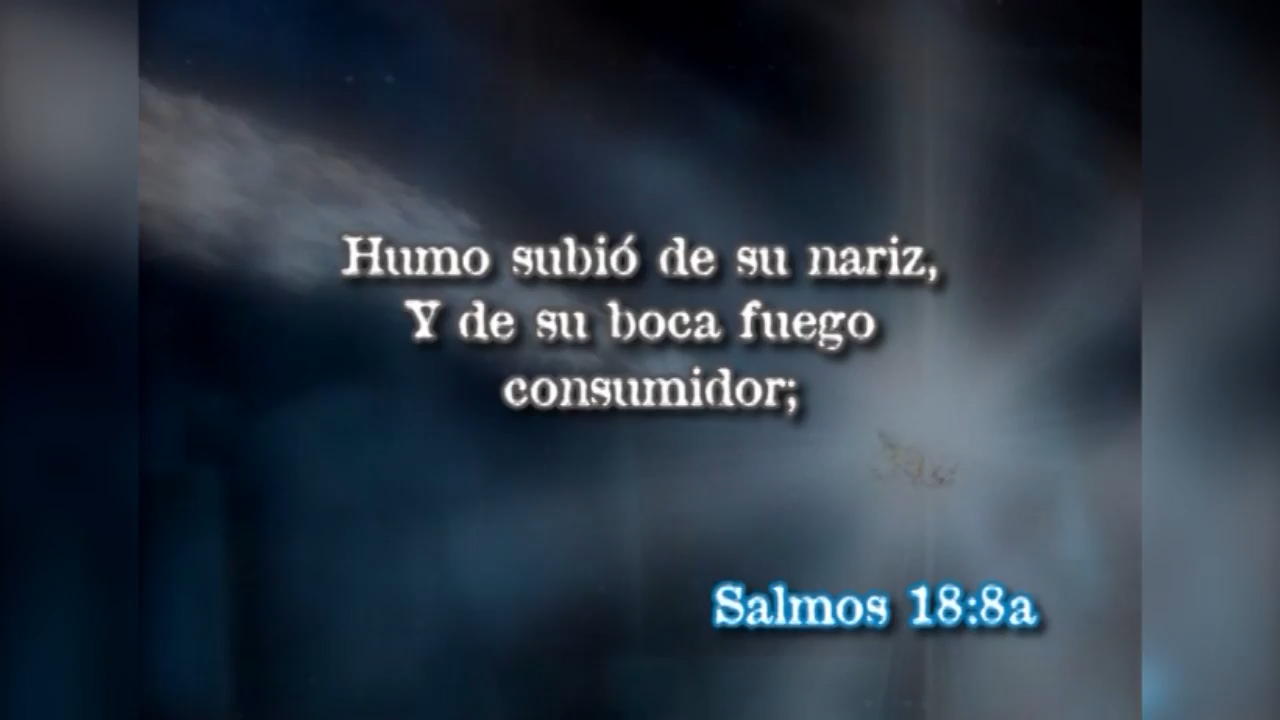 Humo subió de su nariz,
Y de su boca fuego
consumidor;
Salmos 18:8a